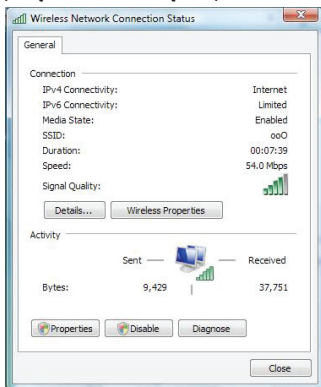 Wireless Network Connection Status
General
Connection
IPv4 Connectivity: Internet
IPv6 Connectivity: Limited
Media State: Enabled
SSID: ooO
Duration: 00:07:39
Speed: 54.0 Mbps
Signal Quality:
Details... Wireless Properties
Activity
Sent Received
Bytes: 9,429 37,751
Properties Disable Diagnose
Close